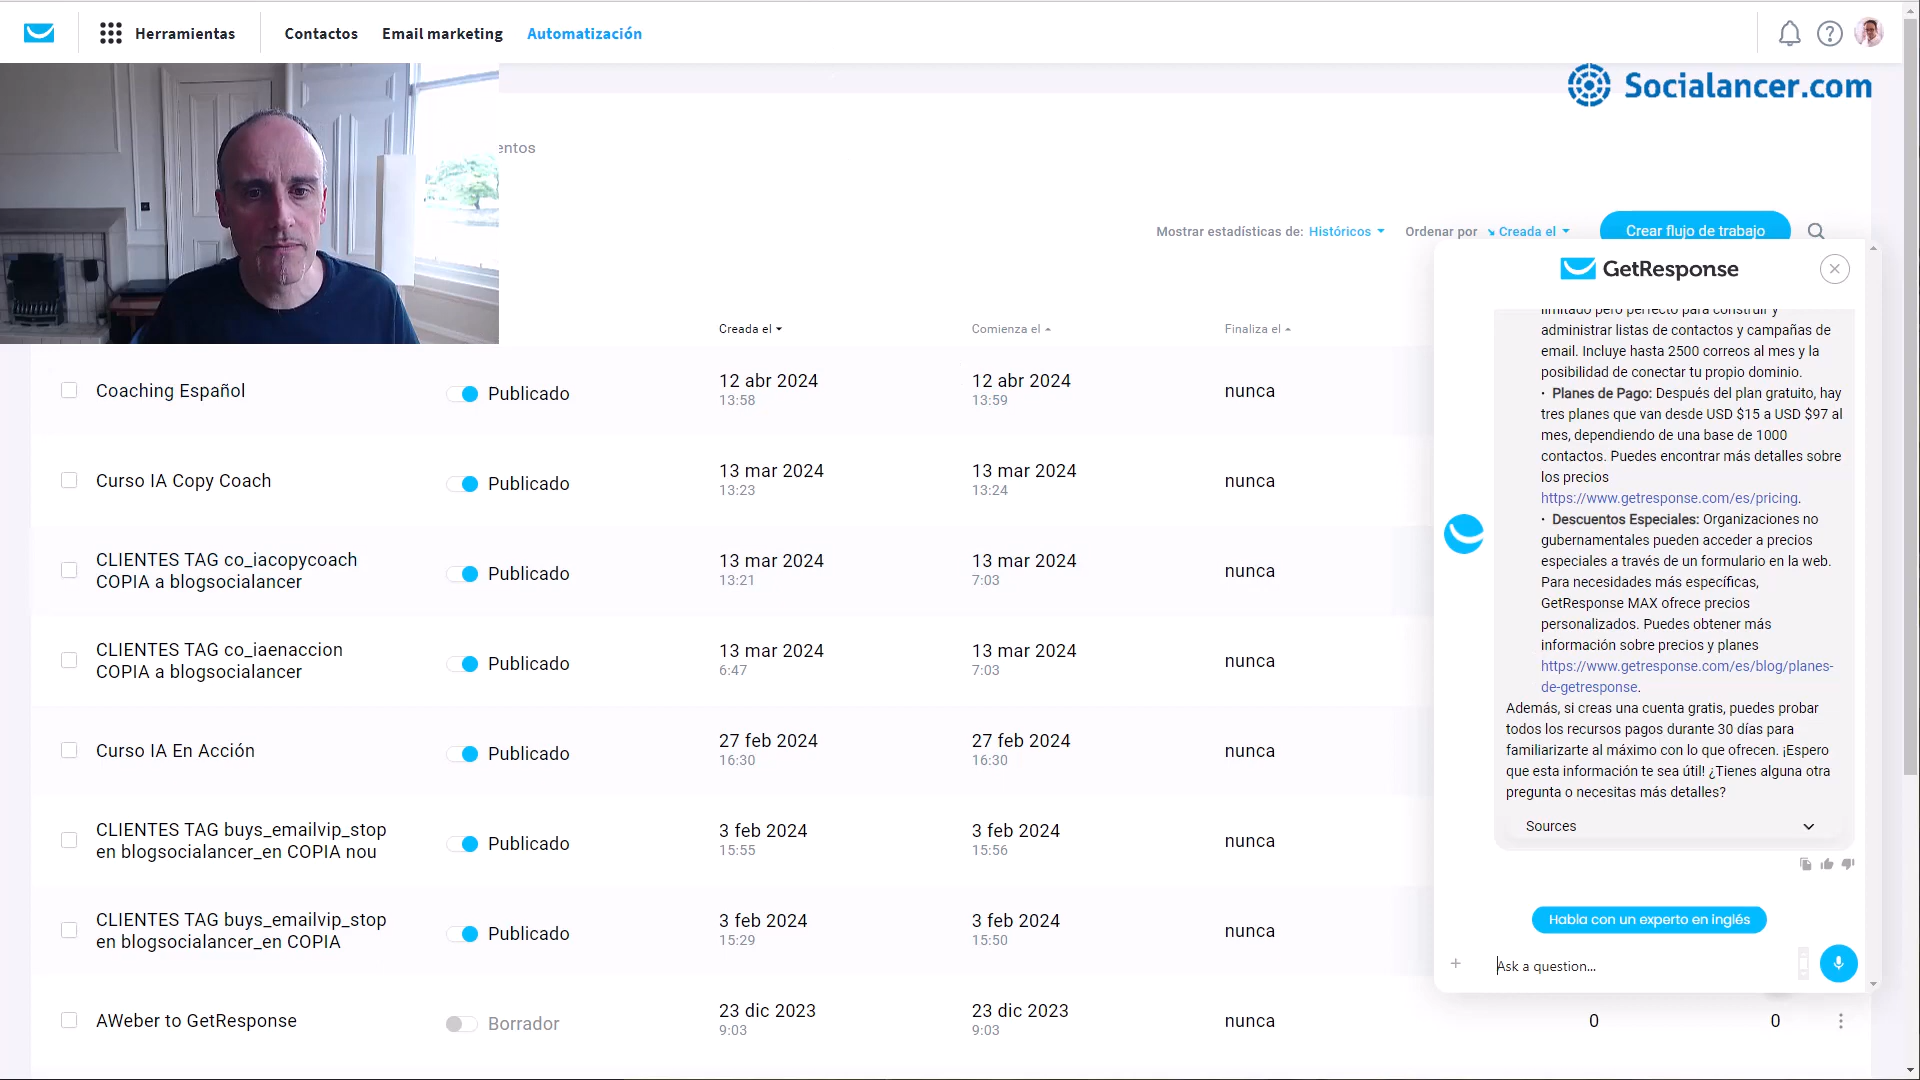 Herramientas
Contactos
Email marketing
Automatización
Socialancer.com
entos
Mostrar estadísticas de: Históricos
Ordenar por Creada el
Crear flujo de trabajo
Creada el
Comienza el
Finaliza el
Coaching Español
Publicado
12 abr 2024
13:58
12 abr 2024
13:59
nunca
Curso IA Copy Coach
Publicado
13 mar 2024
13:23
13 mar 2024
13:24
nunca
CLIENTES TAG co_iacopycoach
COPIA a blogsocialancer
Publicado
13 mar 2024
13:21
13 mar 2024
7:03
nunca
CLIENTES TAG co_iaenaccion
COPIA a blogsocialancer
Publicado
13 mar 2024
6:47
13 mar 2024
7:03
nunca
Curso IA En Acción
Publicado
27 feb 2024
16:30
27 feb 2024
16:30
nunca
CLIENTES TAG buys_emailvip_stop
en blogsocialancer_en COPIA nou
Publicado
3 feb 2024
15:55
3 feb 2024
15:56
nunca
CLIENTES TAG buys_emailvip_stop
en blogsocialancer_en COPIA
Publicado
3 feb 2024
15:29
3 feb 2024
15:50
nunca
AWeber to GetResponse
Borrador
23 dic 2023
9:03
23 dic 2023
9:03
nunca
0
0
GetResponse
limitado pero perfecto para construir y
administrar listas de contactos y campañas de
email. Incluye hasta 2500 correos al mes y la
posibilidad de conectar tu propio dominio.
· Planes de Pago: Después del plan gratuito, hay
tres planes que van desde USD $15 a USD $97 al
mes, dependiendo de una base de 1000
contactos. Puedes encontrar más detalles sobre
los precios
https://www.getresponse.com/es/pricing.
· Descuentos Especiales: Organizaciones no
gubernamentales pueden acceder a precios
especiales a través de un formulario en la web.
Para necesidades más específicas,
GetResponse MAX ofrece precios
personalizados. Puedes obtener más
información sobre precios y planes
https://www.getresponse.com/es/blog/planes-
de-getresponse.
Además, si creas una cuenta gratis, puedes probar
todos los recursos pagos durante 30 días para
familiarizarte al máximo con lo que ofrecen. ¡Espero
que esta información te sea útil! ¿Tienes alguna otra
pregunta o necesitas más detalles?
Sources
Habla con un experto en inglés
Ask a question...